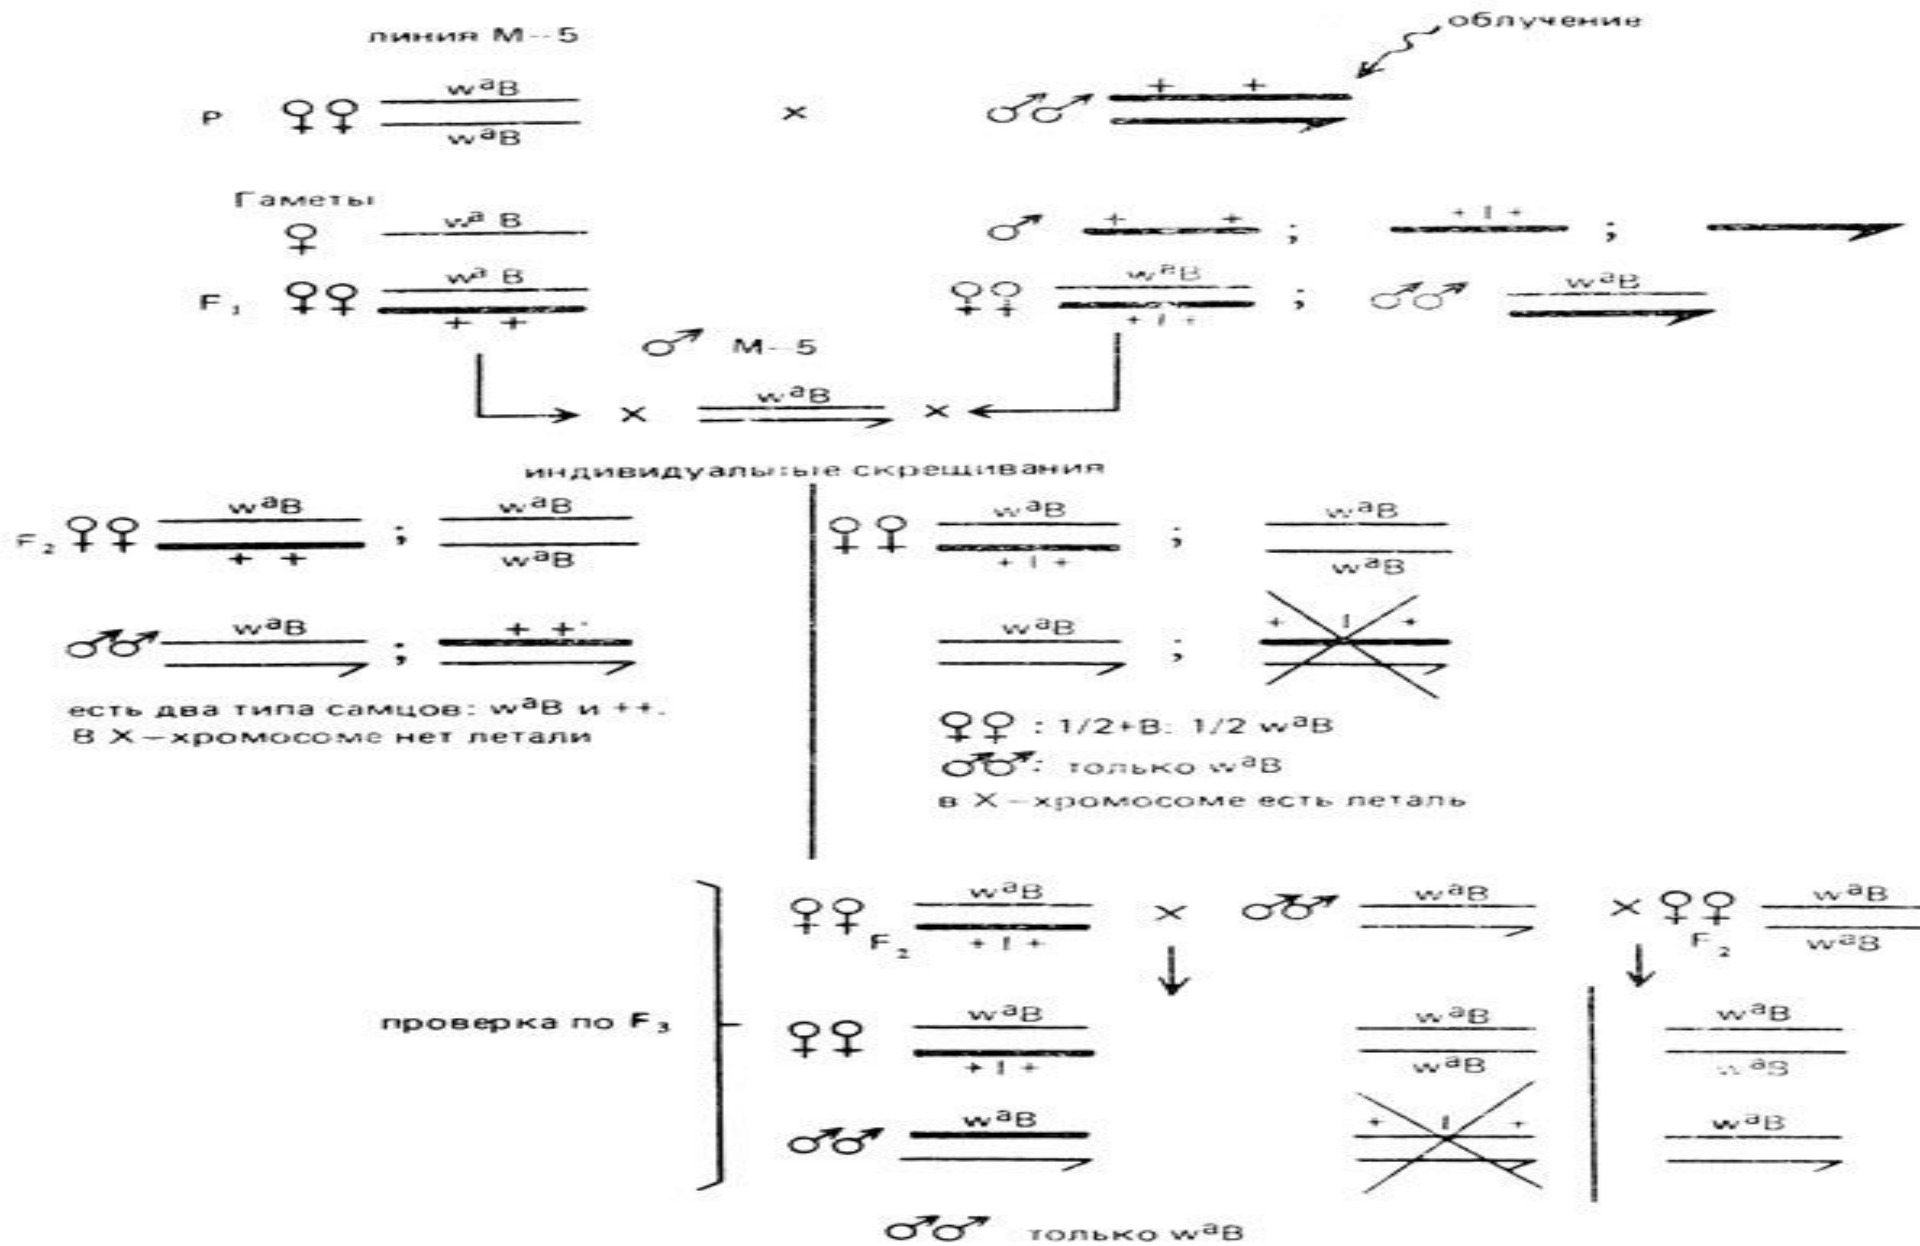 линия М–5
облучение
wªB + +
P ♀♀ × ♂♂
wªB
Гаметы
wª B + + + l +
♀ ♂ ; ;
wª B wªB wªB
F₁ ♀♀ ♀♀ ; ♂♂
+ + + l +
♂ М–5
wªB
× ×
индивидуальные скрещивания
wªB wªB wªB wªB
F₂ ♀♀ ; ♀♀ ;
+ + wªB + l + wªB
wªB + + wªB + l +
♂♂ ; ;
есть два типа самцов: wªB и ++.
В Х–хромосоме нет летали
♀♀ : 1/2+B: 1/2 wªB
♂♂: только wªB
в Х–хромосоме есть леталь
wªB wªB wªB
♀♀ × ♂♂ × ♀♀
F₂ + l + F₂ wªB
wªB wªB wªB
проверка по F₃ ♀♀
+ l + wªB wªB
wªB + l + wªB
♂♂
♂♂ только wªB